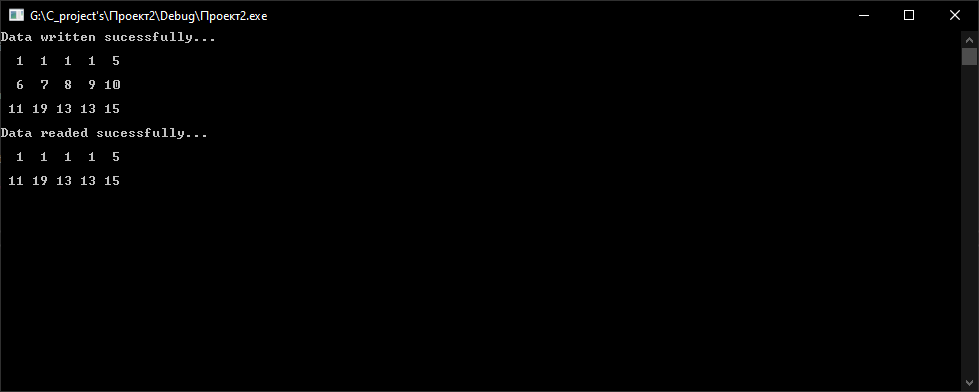 G:\C_project's\Проект2\Debug\Проект2.exe
Data written sucessfully...
1 1 1 1 5
6 7 8 9 10
11 19 13 13 15
Data readed sucessfully...
1 1 1 1 5
11 19 13 13 15